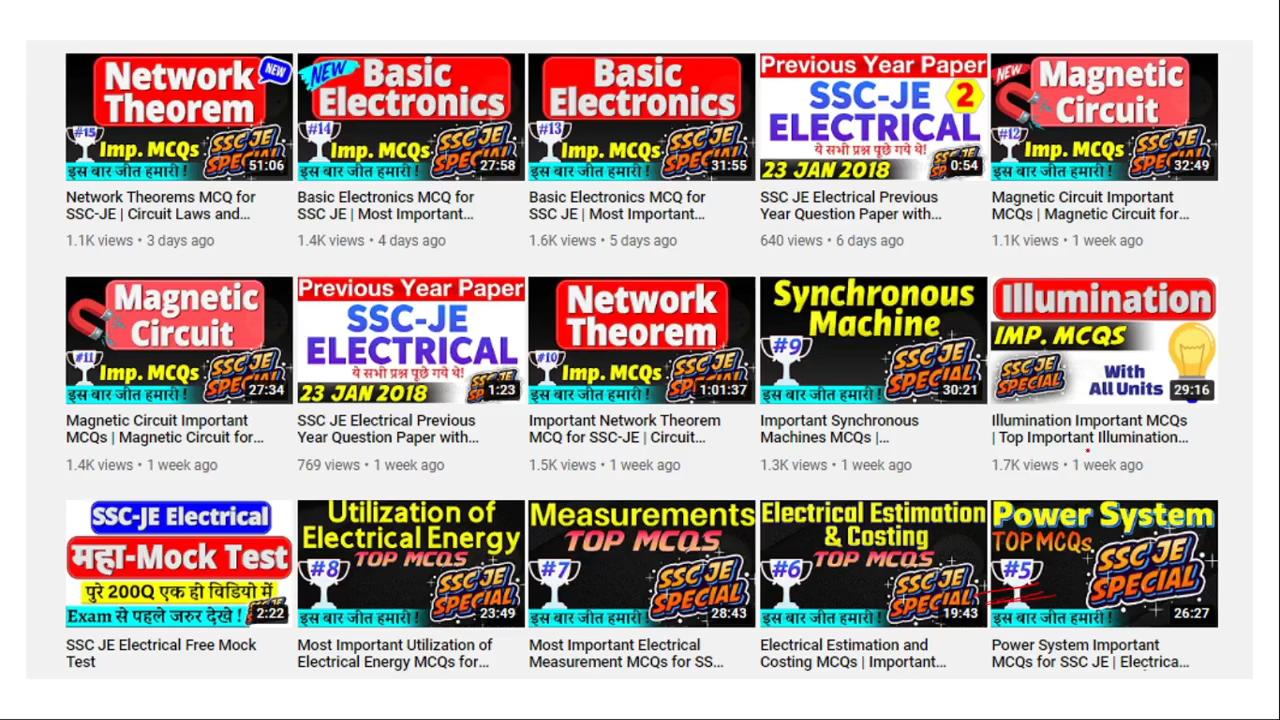 Network
Theorem
NEW
#15
Imp. MCQs
SSC JE
SPECIAL
51:06
इस बार जीत हमारी !
NEW
Basic
Electronics
#14
Imp. MCQs
SSC JE
SPECIAL
27:58
इस बार जीत हमारी !
Basic
Electronics
#13
Imp. MCQs
SSC JE
SPECIAL
31:55
इस बार जीत हमारी !
Previous Year Paper
SSC-JE
2
ELECTRICAL
ये सभी प्रश्न पूछे गये थे!
23 JAN 2018
0:54
NEW
Magnetic
Circuit
#12
Imp. MCQs
SSC JE
SPECIAL
32:49
इस बार जीत हमारी !
Network Theorems MCQ for
SSC-JE | Circuit Laws and...
1.1K views • 3 days ago
Basic Electronics MCQ for
SSC JE | Most Important...
1.4K views • 4 days ago
Basic Electronics MCQ for
SSC JE | Most Important...
1.6K views • 5 days ago
SSC JE Electrical Previous
Year Question Paper with...
640 views • 6 days ago
Magnetic Circuit Important
MCQs | Magnetic Circuit for...
1.1K views • 1 week ago
Magnetic
Circuit
#11
Imp. MCQs
SSC JE
SPECIAL
27:34
इस बार जीत हमारी !
Previous Year Paper
SSC-JE
ELECTRICAL
ये सभी प्रश्न पूछे गये थे!
23 JAN 2018
1:23
Network
Theorem
#10
Imp. MCQs
SSC JE
SPECIAL
1:01:37
इस बार जीत हमारी !
Synchronous
Machine
#9
SSC JE
SPECIAL
30:21
इस बार जीत हमारी !
Illumination
IMP. MCQS
SSC JE
SPECIAL
With
All Units
29:16
Magnetic Circuit Important
MCQs | Magnetic Circuit for...
1.4K views • 1 week ago
SSC JE Electrical Previous
Year Question Paper with...
769 views • 1 week ago
Important Network Theorem
MCQ for SSC-JE | Circuit...
1.5K views • 1 week ago
Important Synchronous
Machines MCQs |...
1.3K views • 1 week ago
Illumination Important MCQs
| Top Important Illumination...
1.7K views • 1 week ago
SSC-JE Electrical
महा-Mock Test
पुरे 200Q एक ही विडियो में
Exam से पहले जरुर देखे !
2:22
Utilization of
Electrical Energy
TOP MCQS
#8
SSC JE
SPECIAL
23:49
इस बार जीत हमारी !
Measurements
TOP MCQS
#7
SSC JE
SPECIAL
28:43
इस बार जीत हमारी !
Electrical Estimation
& Costing
TOP MCQS
#6
SSC JE
SPECIAL
19:43
इस बार जीत हमारी !
Power System
TOP MCQs
#5
SSC JE
SPECIAL
26:27
इस बार जीत हमारी !
SSC JE Electrical Free Mock
Test
Most Important Utilization of
Electrical Energy MCQs for...
Most Important Electrical
Measurement MCQs for SS...
Electrical Estimation and
Costing MCQs | Important...
Power System Important
MCQs for SSC JE | Electrica...